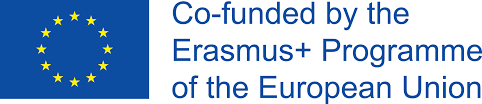 Co-funded by the
Erasmus+ Programme
of the European Union